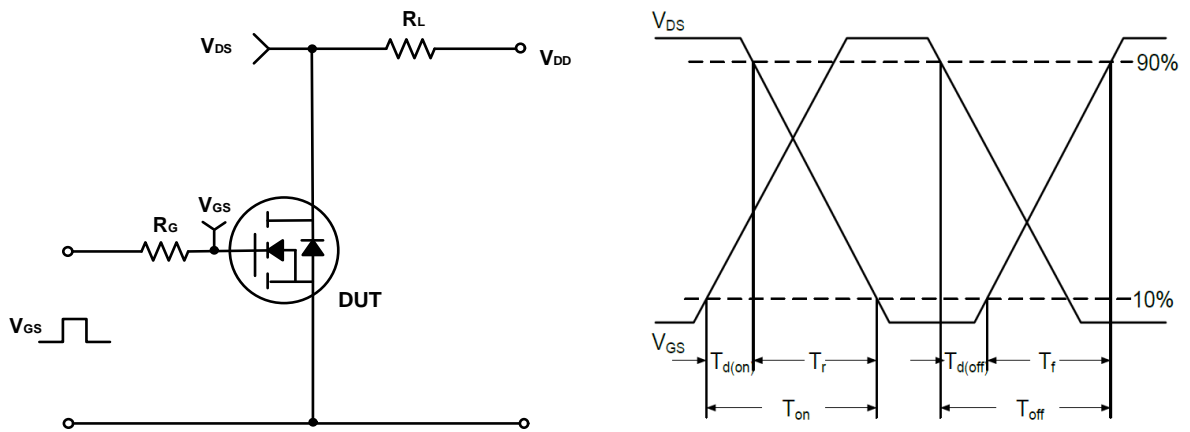 RL
VDS
VDD
VGS
RG
DUT
VGS
VDS
90%
10%
VGS
Td(on)
Tr
Td(off)
Tf
Ton
Toff